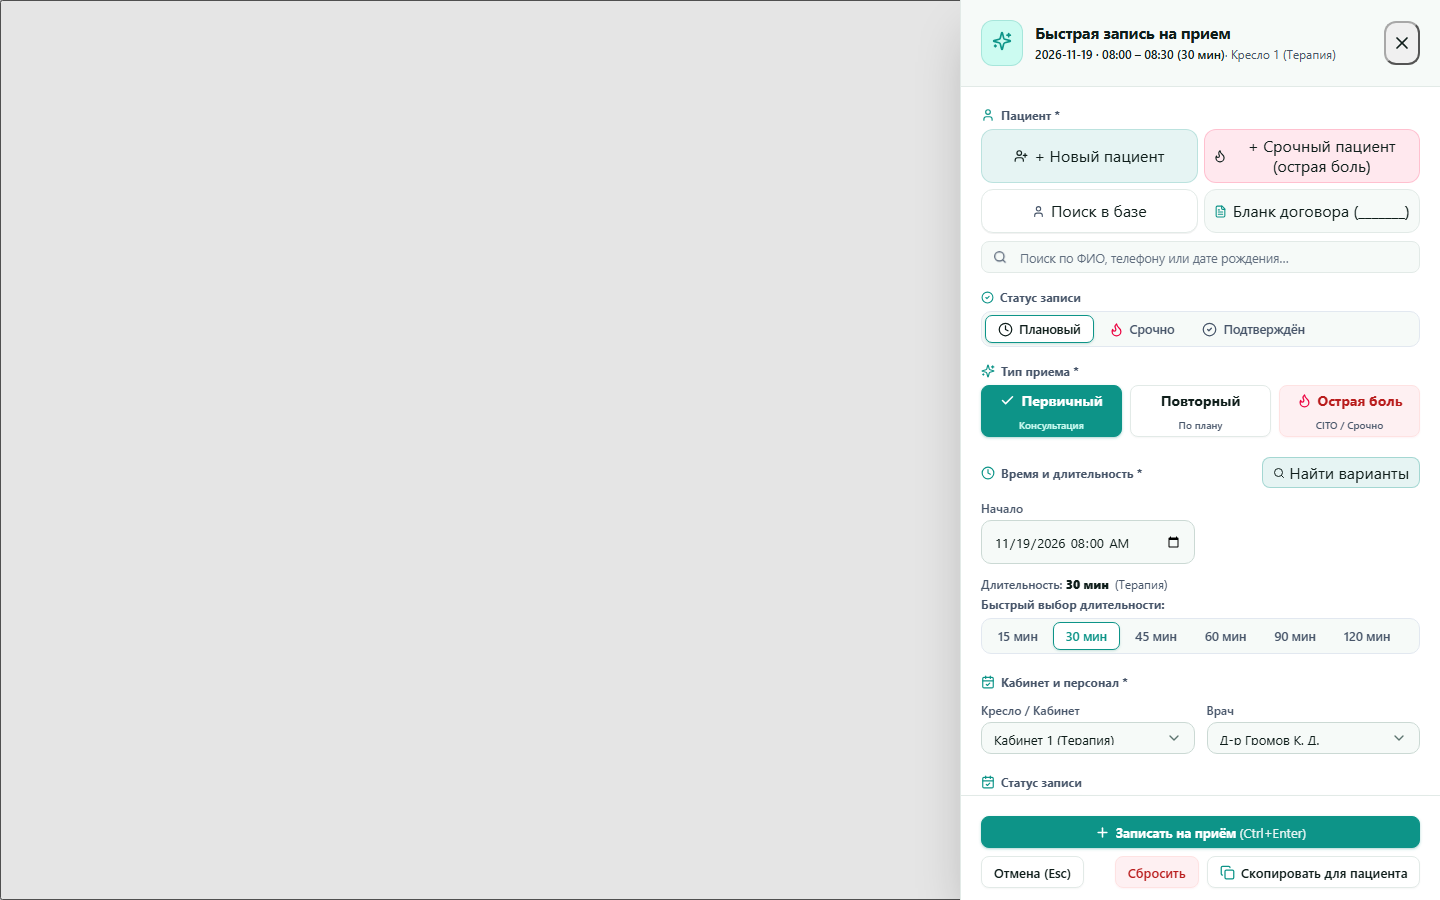 Быстрая запись на прием
2026-11-19 · 08:00 – 08:30 (30 мин)· Кресло 1 (Терапия)
Пациент *
+ Новый пациент
+ Срочный пациент
(острая боль)
Поиск в базе
Бланк договора (______)
Поиск по ФИО, телефону или дате рождения...
Статус записи
Плановый
Срочно
Подтверждён
Тип приема *
Первичный
Консультация
Повторный
По плану
Острая боль
CITO / Срочно
Время и длительность *
Найти варианты
Начало
11/19/2026 08:00 AM
Длительность: 30 мин (Терапия)
Быстрый выбор длительности:
15 мин
30 мин
45 мин
60 мин
90 мин
120 мин
Кабинет и персонал *
Кресло / Кабинет
Врач
Кабинет 1 (Терапия)
Д-р Громов К. Д.
Статус записи
Записать на приём (Ctrl+Enter)
Отмена (Esc)
Сбросить
Скопировать для пациента